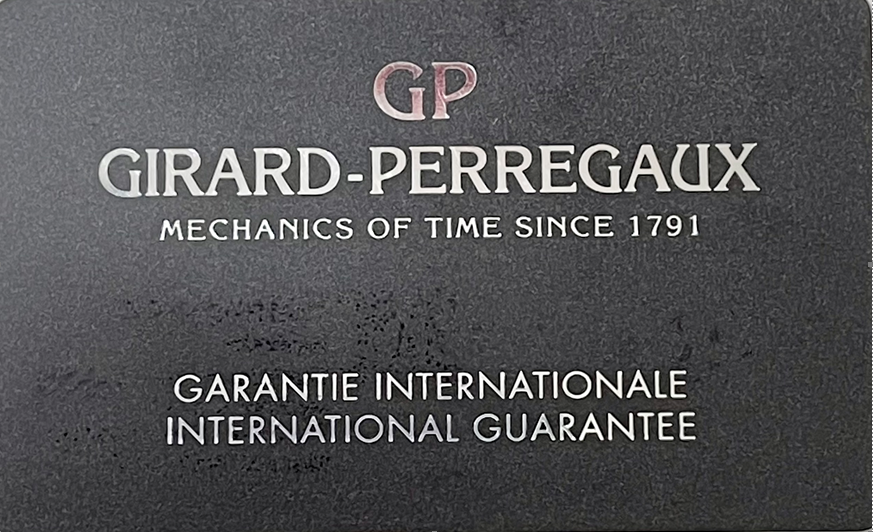 GP
GIRARD-PERREGAUX
MECHANICS OF TIME SINCE 1791
GARANTIE INTERNATIONALE
INTERNATIONAL GUARANTEE